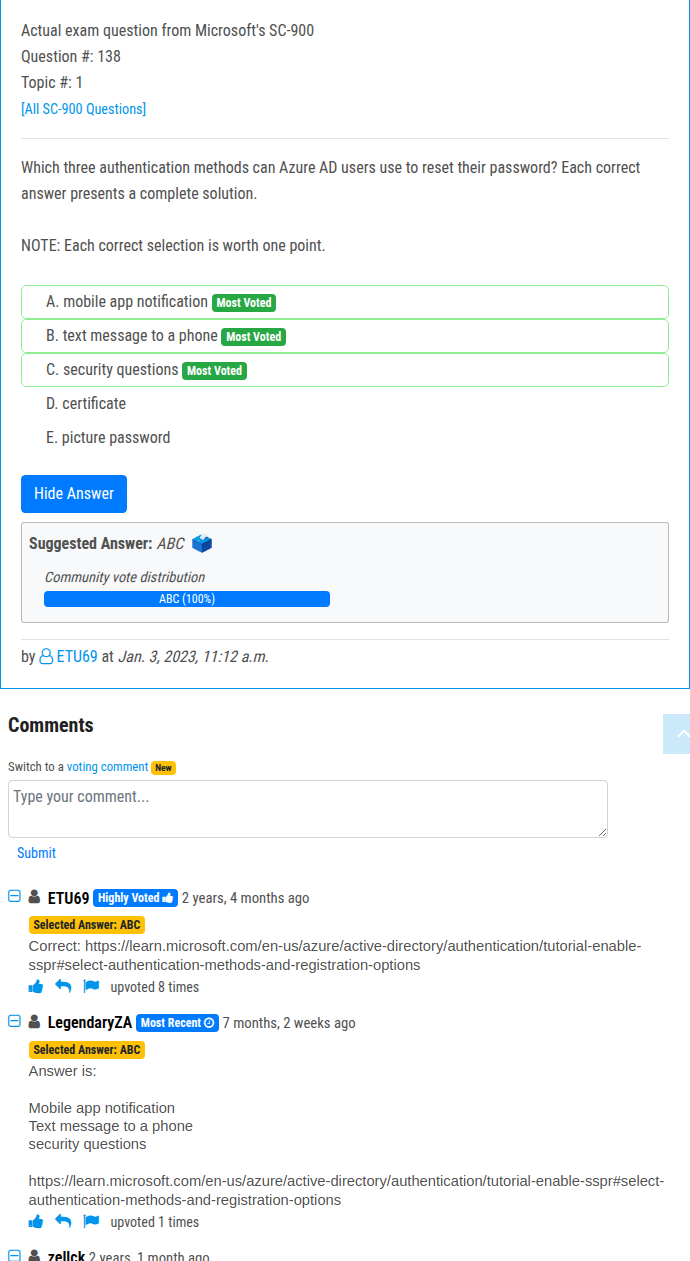 Actual exam question from Microsoft's SC-900
Question #: 138
Topic #: 1
[All SC-900 Questions]
Which three authentication methods can Azure AD users use to reset their password? Each correct
answer presents a complete solution.
NOTE: Each correct selection is worth one point.
A. mobile app notification Most Voted
B. text message to a phone Most Voted
C. security questions Most Voted
D. certificate
E. picture password
Hide Answer
Suggested Answer: ABC
Community vote distribution
ABC (100%)
by ETU69 at Jan. 3, 2023, 11:12 a.m.
Comments
Switch to a voting comment New
Type your comment...
Submit
ETU69 Highly Voted 2 years, 4 months ago
Selected Answer: ABC
Correct: https://learn.microsoft.com/en-us/azure/active-directory/authentication/tutorial-enable-
sspr#select-authentication-methods-and-registration-options
upvoted 8 times
LegendaryZA Most Recent 7 months, 2 weeks ago
Selected Answer: ABC
Answer is:
Mobile app notification
Text message to a phone
security questions
https://learn.microsoft.com/en-us/azure/active-directory/authentication/tutorial-enable-sspr#select-
authentication-methods-and-registration-options
upvoted 1 times
zellck 2 years, 1 month ago